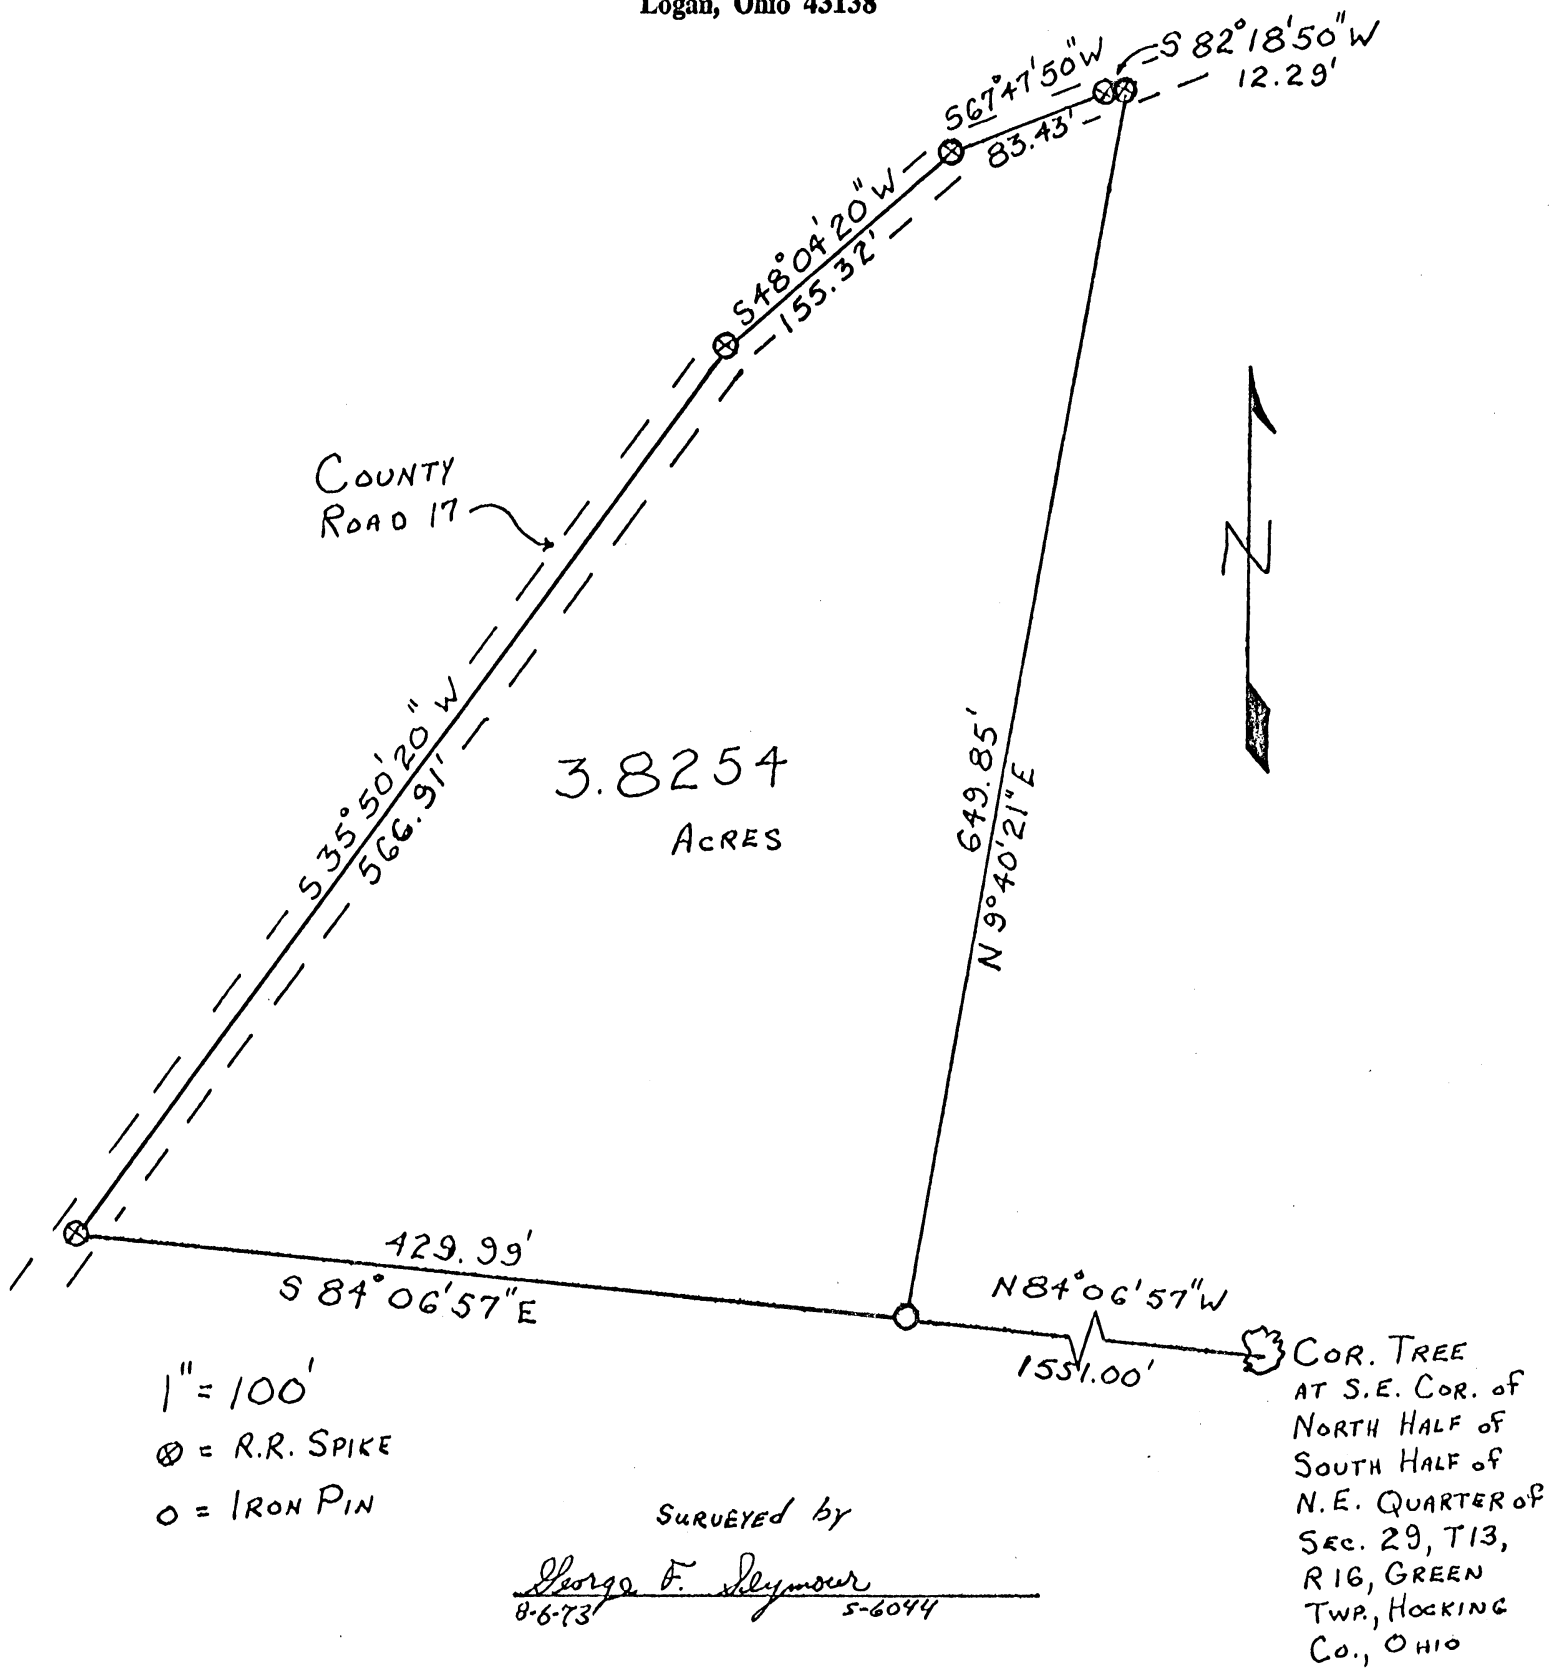 Logan, Ohio 43138
S 82°18'50"W
12.29'
S67°47'50"W
83.43'
S48°04'20"W
155.32'
COUNTY
ROAD 17
N
S 35°50'20" W
566.91'
3.8254
ACRES
649.85'
N 9°40'21"E
429.99'
S 84°06'57"E
N84°06'57"W
1551.00'
COR. TREE
AT S.E. COR. of
NORTH HALF of
SOUTH HALF of
N.E. QUARTER of
SEC. 29, T13,
R16, GREEN
TWP., HOCKING
CO., OHIO
1"=100'
⊗ = R.R. SPIKE
O = IRON PIN
SURVEYEd by
George F. Seymour
8-6-73 S-6044